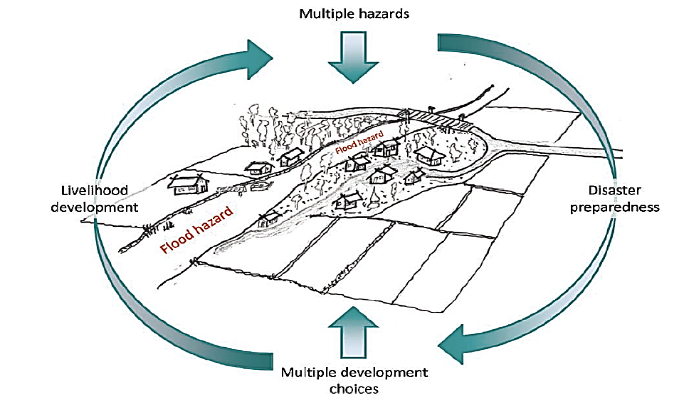 Multiple hazards
Flood hazard
Livelihood
development
Disaster
preparedness
Flood hazard
Multiple development
choices